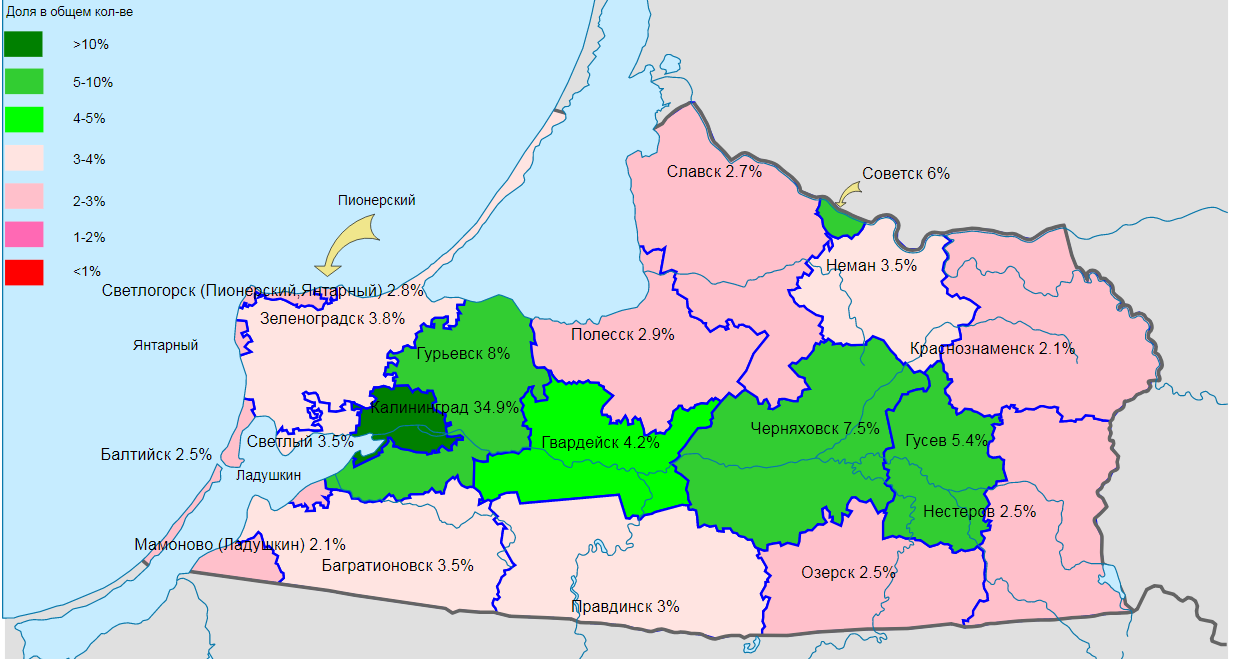 Доля в общем кол-ве
>10%
5-10%
4-5%
3-4%
2-3%
1-2%
<1%
Славск 2.7%
Советск 6%
Пионерский
Неман 3.5%
Светлогорск (Пионерский,Янтарный) 2.8%
Зеленоградск 3.8%
Полесск 2.9%
Янтарный
Гурьевск 8%
Краснознаменск 2.1%
Калининград 34.9%
Черняховск 7.5%
Гусев 5.4%
Светлый 3.5%
Гвардейск 4.2%
Балтийск 2.5%
Ладушкин
Нестеров 2.5%
Мамоново (Ладушкин) 2.1%
Багратионовск 3.5%
Озерск 2.5%
Правдинск 3%